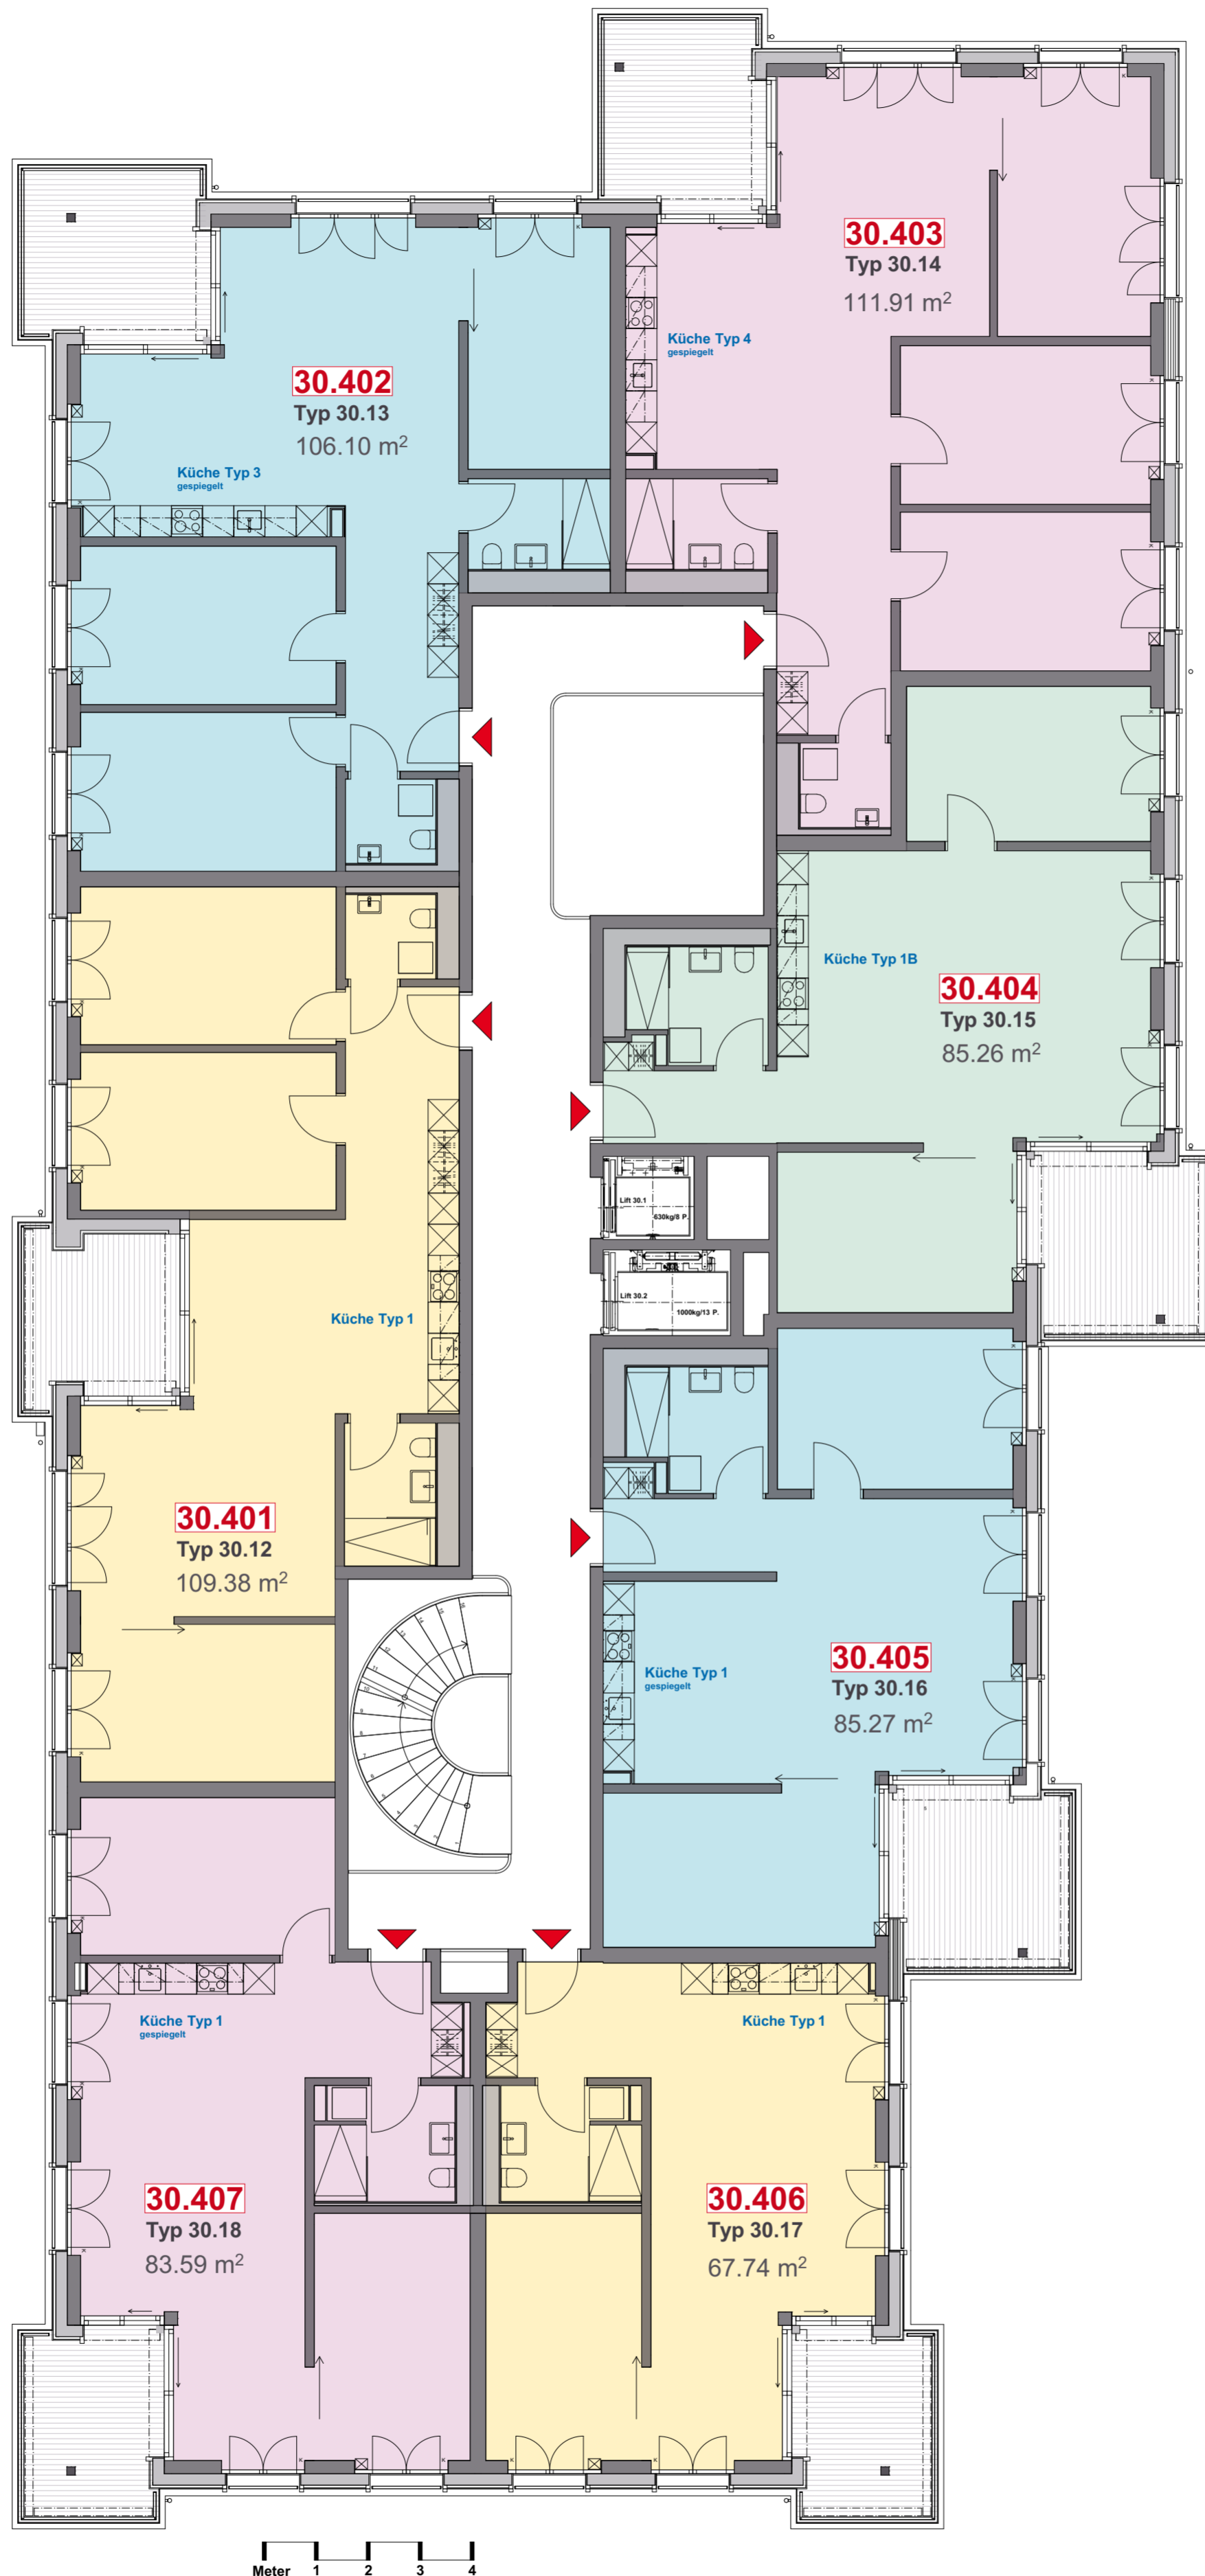 30.403
Typ 30.14
111.91 m²
Küche Typ 4
gespiegelt
30.402
Typ 30.13
106.10 m²
Küche Typ 3
gespiegelt
Küche Typ 1B
30.404
Typ 30.15
85.26 m²
Lift 30.1
630kg/8 P.
Lift 30.2
1000kg/13 P.
Küche Typ 1
30.401
Typ 30.12
109.38 m²
30.405
Typ 30.16
85.27 m²
Küche Typ 1
gespiegelt
Küche Typ 1
gespiegelt
Küche Typ 1
30.407
Typ 30.18
83.59 m²
30.406
Typ 30.17
67.74 m²
Meter 1 2 3 4